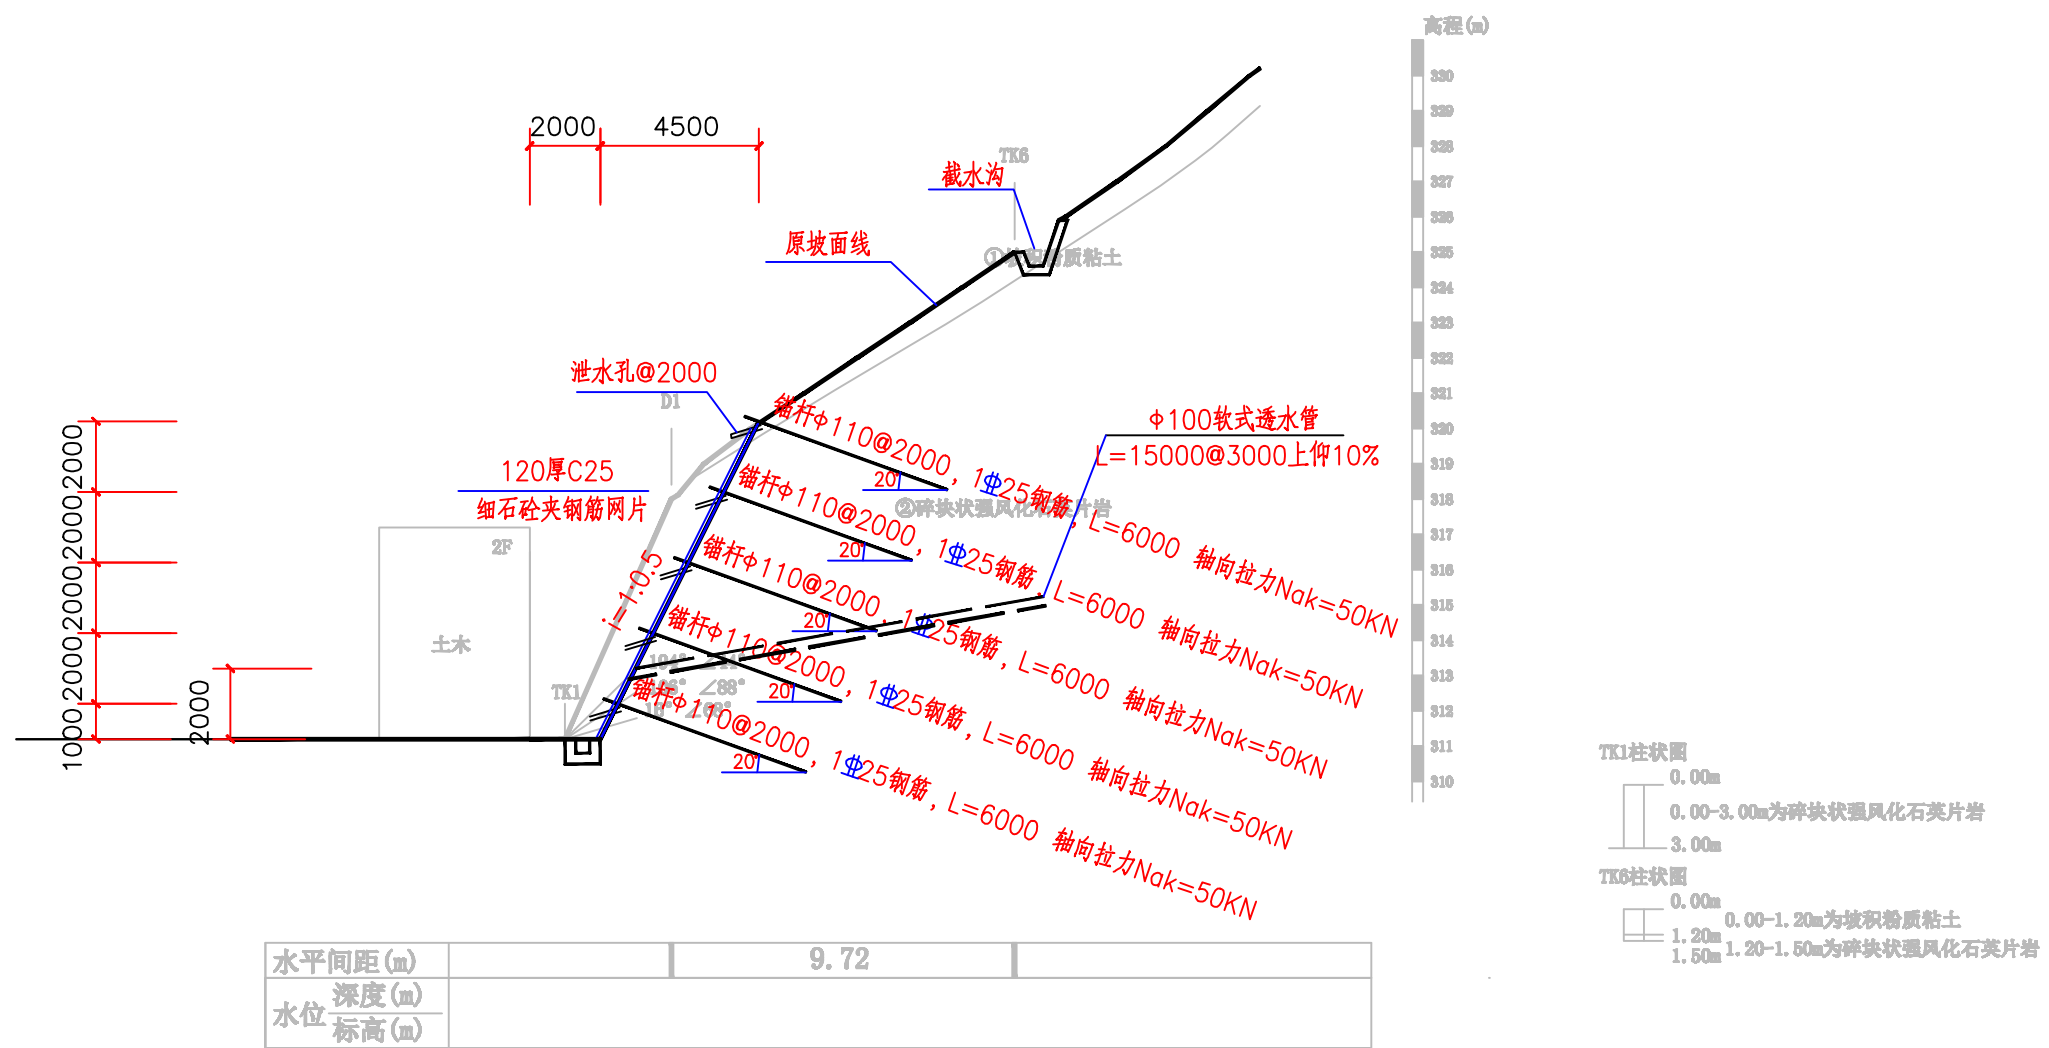 高程(m)
330
329
328
327
326
325
324
323
322
321
320
319
318
317
316
315
314
313
312
311
310
2000
4500
TK6
截水沟
原坡面线
泄水孔@2000
D1
120厚C25
细石砼夹钢筋网片
φ100软式透水管
L=15000@3000上仰10%
锚杆φ110@2000, 1⌽25钢筋, L=6000 轴向拉力Nak=50KN
20°
②碎块状强风化石英片岩
锚杆φ110@2000, 1⌽25钢筋, L=6000 轴向拉力Nak=50KN
20°
锚杆φ110@2000, 1⌽25钢筋, L=6000 轴向拉力Nak=50KN
20°
锚杆φ110@2000, 1⌽25钢筋, L=6000 轴向拉力Nak=50KN
20°
锚杆φ110@2000, 1⌽25钢筋, L=6000 轴向拉力Nak=50KN
20°
i=1:0.5
2F
土木
TK1
∠88°
2000
2000
2000
2000
1000
2000
TK1柱状图
0.00m
0.00-3.00m为碎块状强风化石英片岩
3.00m
TK6柱状图
0.00m
0.00-1.20m为坡积粉质粘土
1.20m
1.20-1.50m为碎块状强风化石英片岩
1.50m
水平间距(m)
9.72
水位
深度(m)
标高(m)